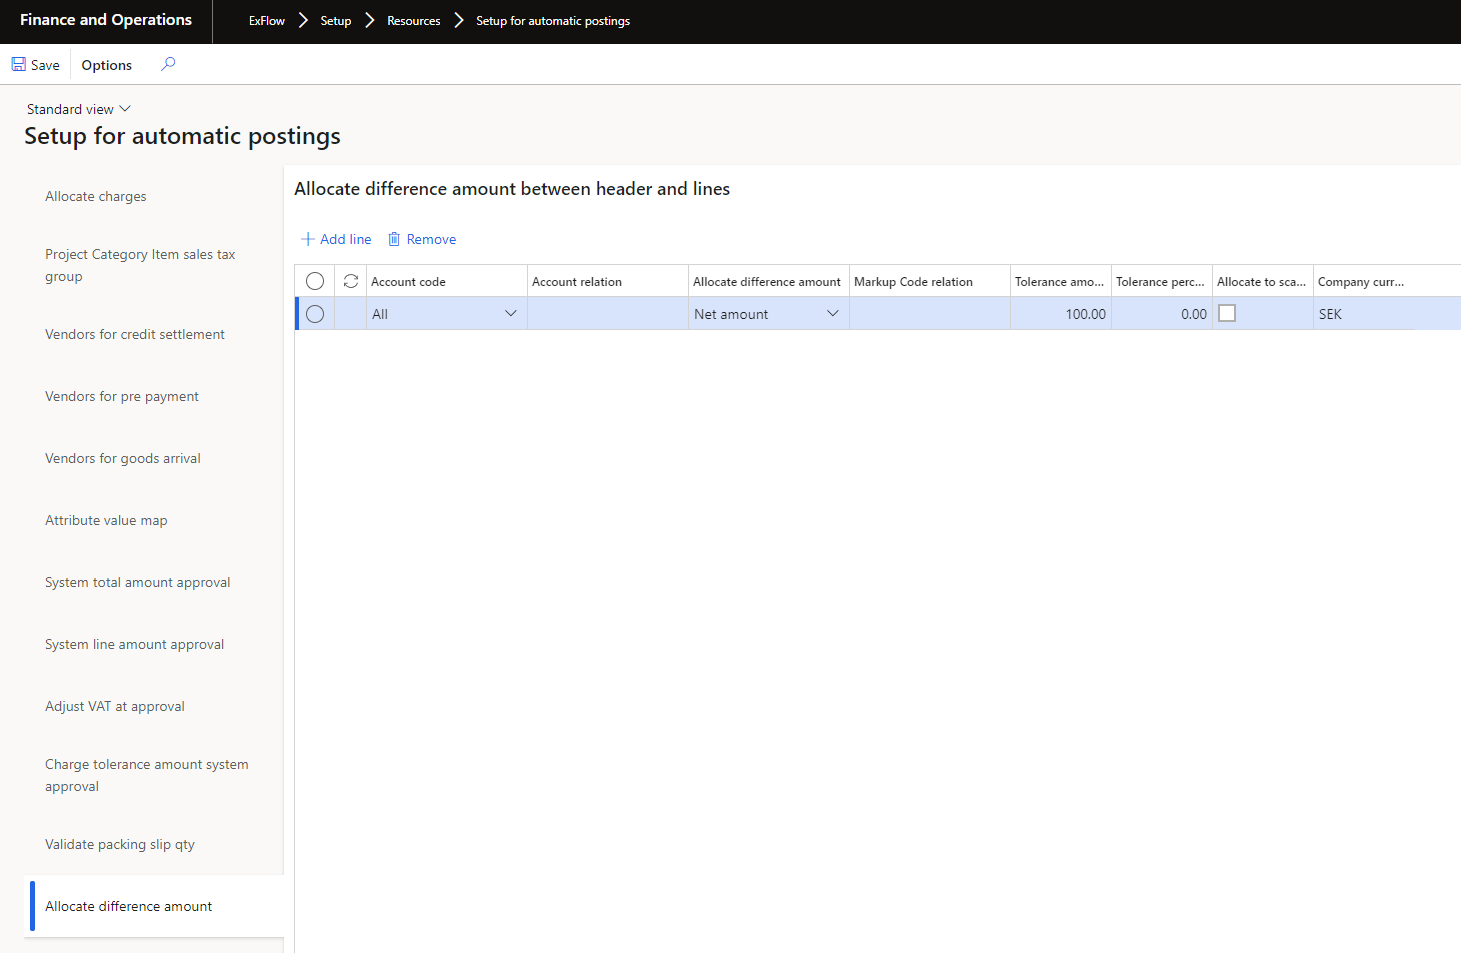 Finance and Operations
ExFlow
Setup
Resources
Setup for automatic postings
Save
Options
Standard view
Setup for automatic postings
Allocate charges
Project Category Item sales tax
group
Vendors for credit settlement
Vendors for pre payment
Vendors for goods arrival
Attribute value map
System total amount approval
System line amount approval
Adjust VAT at approval
Charge tolerance amount system
approval
Validate packing slip qty
Allocate difference amount
Allocate difference amount between header and lines
Add line
Remove
Account code
Account relation
Allocate difference amount
Markup Code relation
Tolerance amo...
Tolerance perc...
Allocate to sca...
Company curr...
All
Net amount
100.00
0.00
SEK